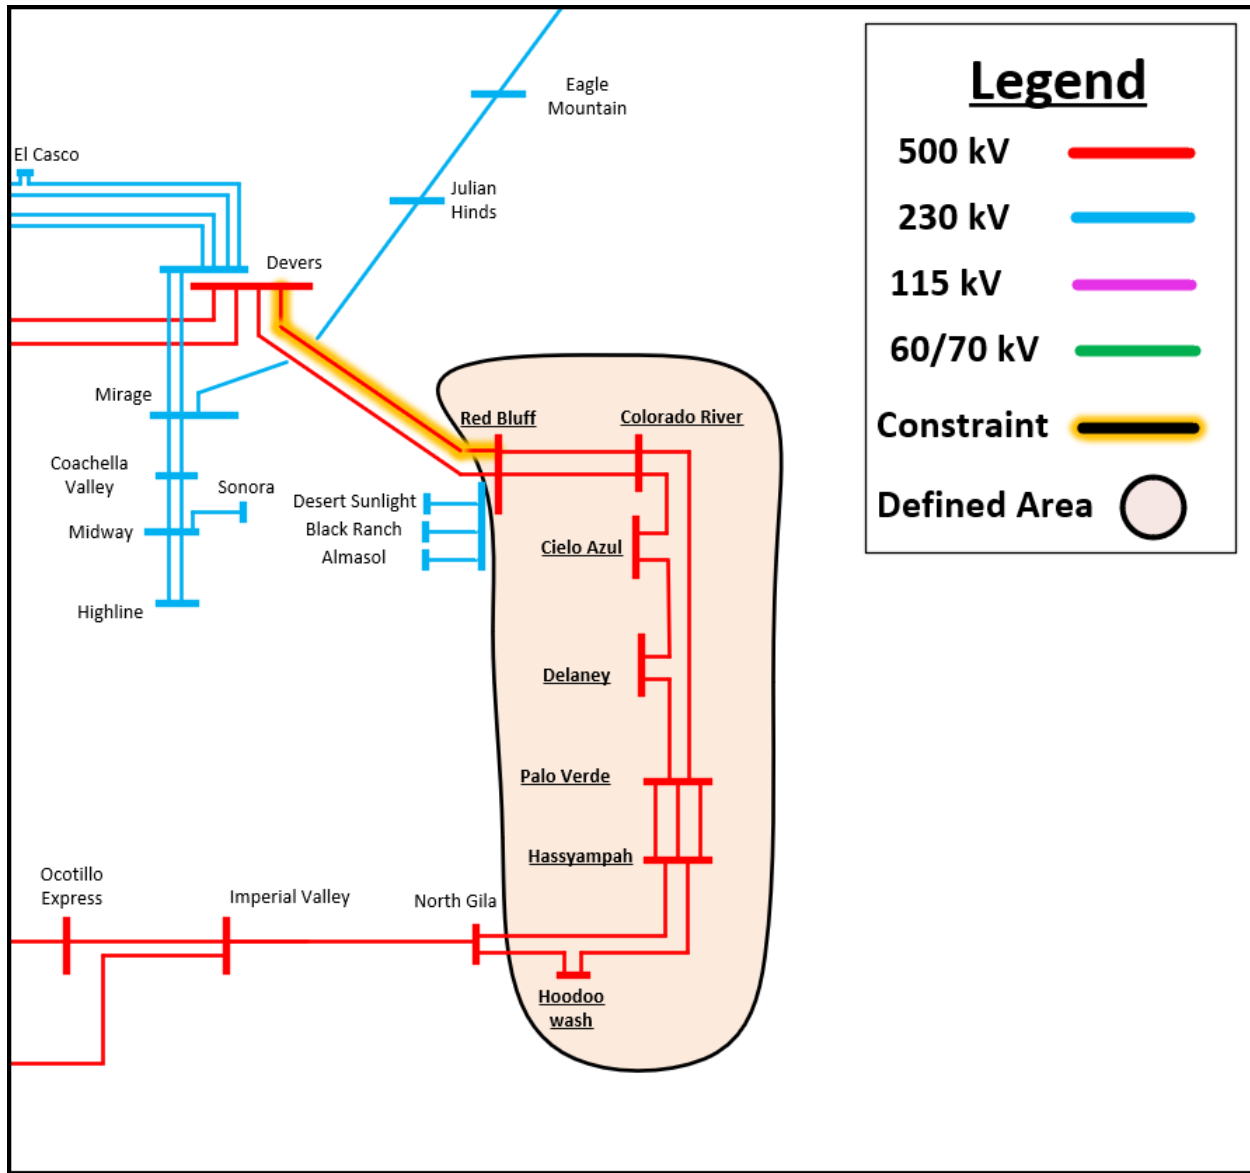 Legend
500 kV
230 kV
115 kV
60/70 kV
Constraint
Defined Area
Eagle
Mountain
El Casco
Julian
Hinds
Devers
Mirage
Red Bluff
Colorado River
Coachella
Valley
Sonora
Desert Sunlight
Midway
Black Ranch
Cielo Azul
Almasol
Highline
Delaney
Palo Verde
Hassyampah
Ocotillo
Express
Imperial Valley
North Gila
Hoodoo
wash